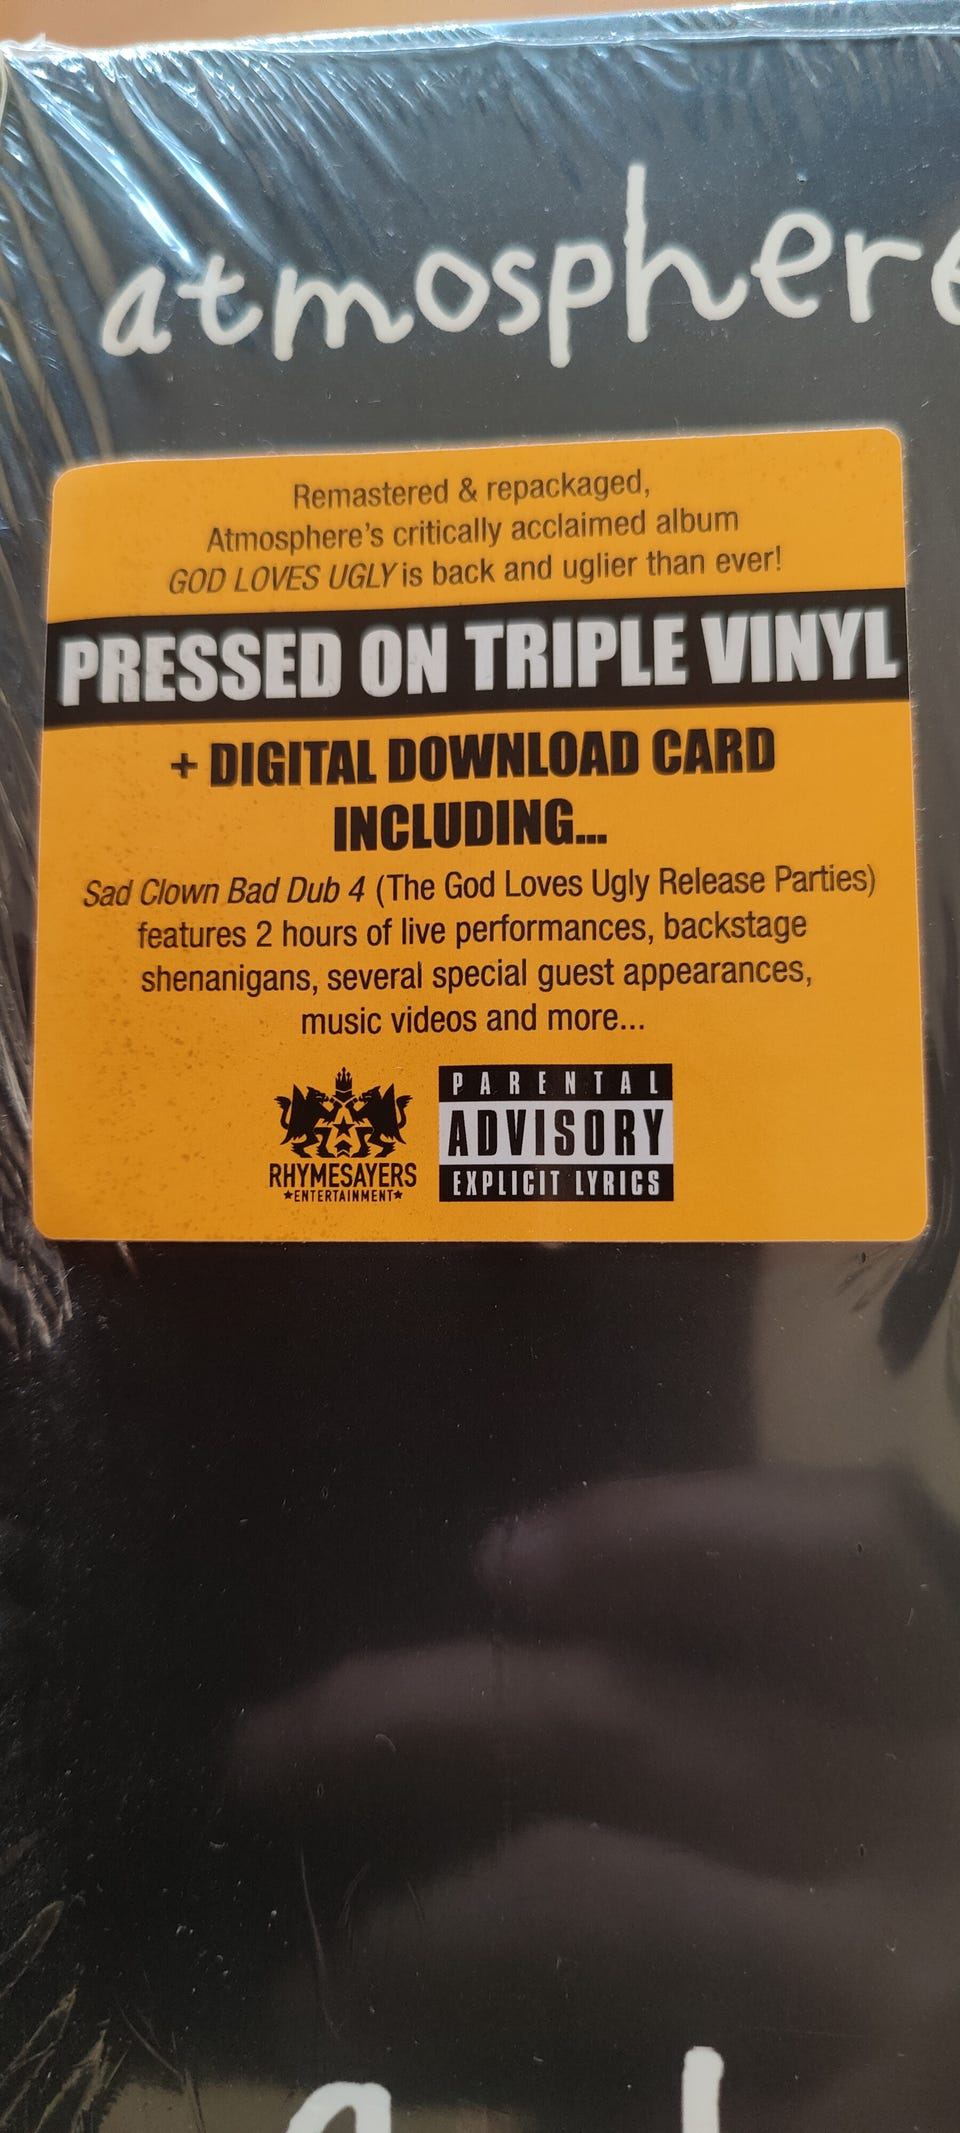 atmosphere
Remastered & repackaged,
Atmosphere's critically acclaimed album
GOD LOVES UGLY is back and uglier than ever!
PRESSED ON TRIPLE VINYL
+ DIGITAL DOWNLOAD CARD
INCLUDING...
Sad Clown Bad Dub 4 (The God Loves Ugly Release Parties)
features 2 hours of live performances, backstage
shenanigans, several special guest appearances,
music videos and more...
RHYMESAYERS
★ENTERTAINMENT★
PARENTAL
ADVISORY
EXPLICIT LYRICS